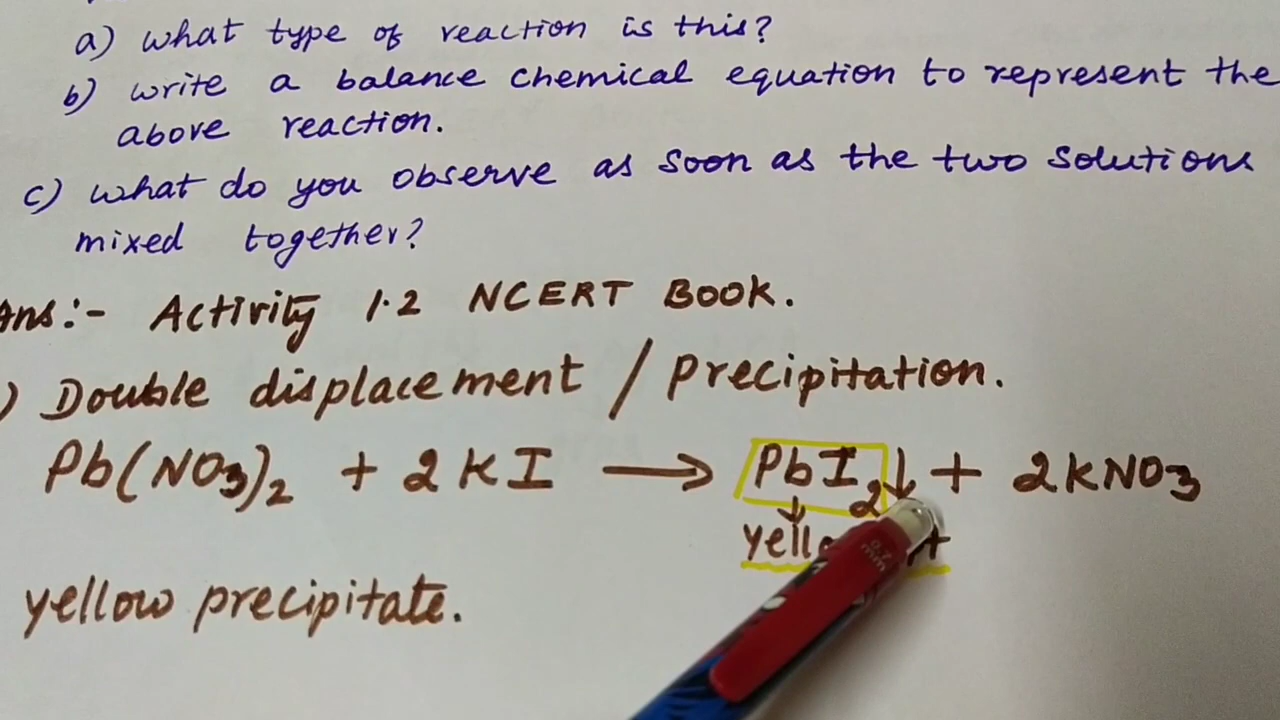 a) what type of reaction is this?
b) write a balance chemical equation to represent the
above reaction.
c) what do you observe as soon as the two solutions
mixed together?
Ans:- Activity 1.2 NCERT BOOK.
) Double displacement / Precipitation.
Pb(NO3)2 + 2KI → PbI2↓ + 2KNO3
yellow precipitate.